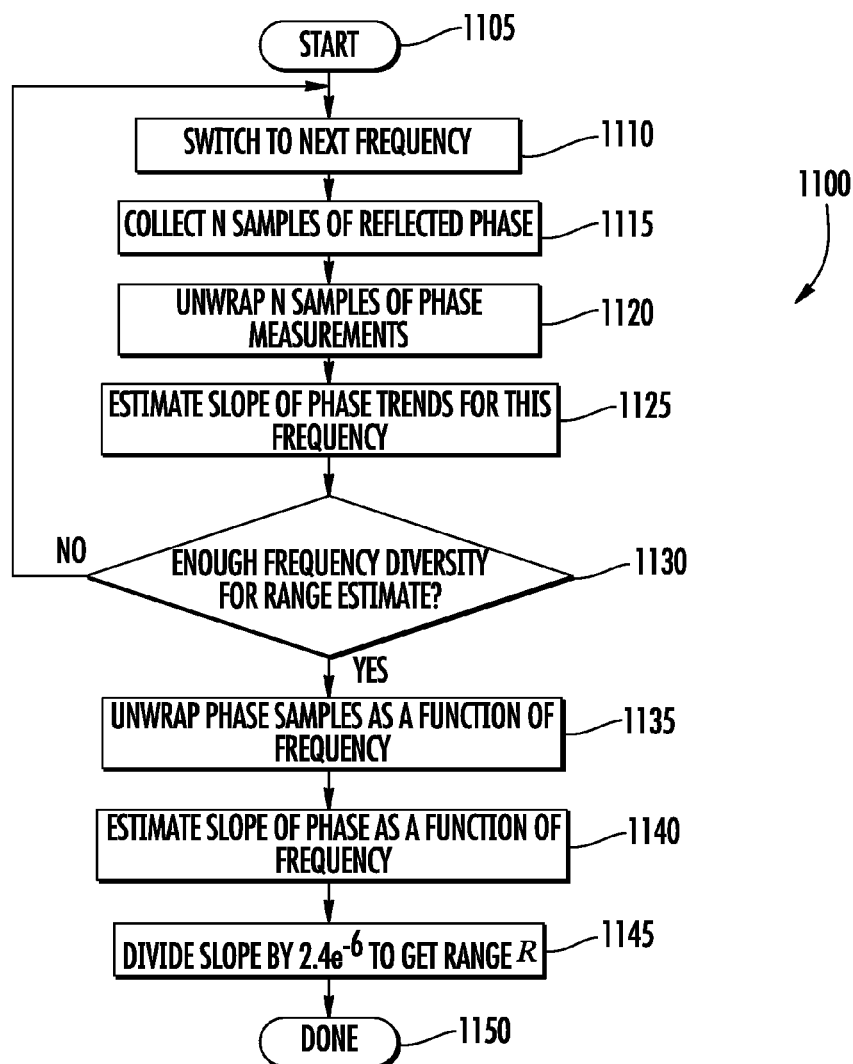 START
1105
SWITCH TO NEXT FREQUENCY
1110
1100
COLLECT N SAMPLES OF REFLECTED PHASE
1115
UNWRAP N SAMPLES OF PHASE
MEASUREMENTS
1120
ESTIMATE SLOPE OF PHASE TRENDS FOR THIS
FREQUENCY
1125
NO
ENOUGH FREQUENCY DIVERSITY
FOR RANGE ESTIMATE?
1130
YES
UNWRAP PHASE SAMPLES AS A FUNCTION OF
FREQUENCY
1135
ESTIMATE SLOPE OF PHASE AS A FUNCTION OF
FREQUENCY
1140
DIVIDE SLOPE BY 2.4e⁻⁶ TO GET RANGE R
1145
DONE
1150